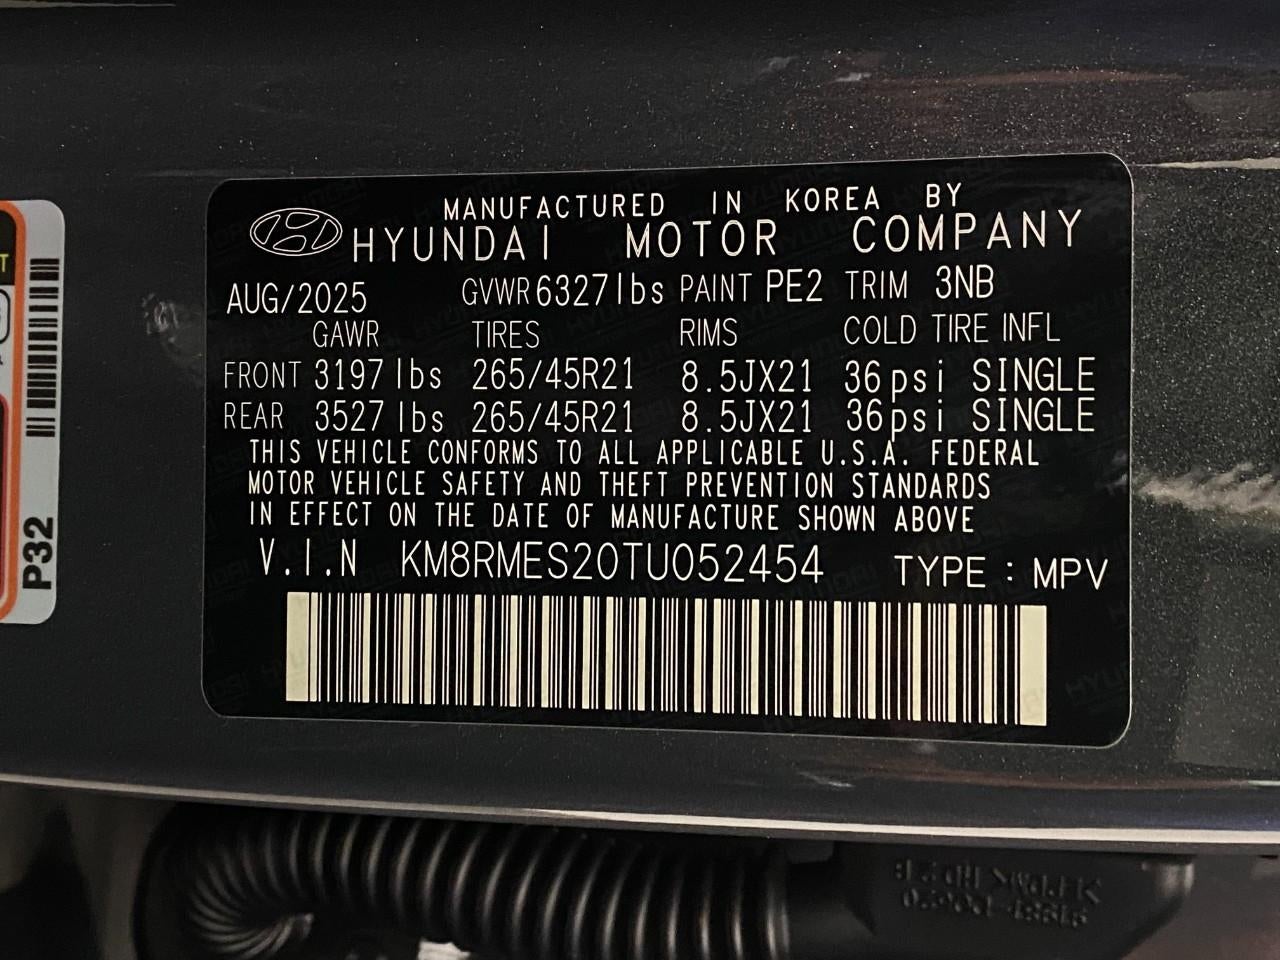 MANUFACTURED IN KOREA BY
HYUNDAI MOTOR COMPANY
AUG/2025 GVWR 6327lbs PAINT PE2 TRIM 3NB
GAWR TIRES RIMS COLD TIRE INFL
FRONT 3197lbs 265/45R21 8.5JX21 36psi SINGLE
REAR 3527lbs 265/45R21 8.5JX21 36psi SINGLE
THIS VEHICLE CONFORMS TO ALL APPLICABLE U.S.A. FEDERAL
MOTOR VEHICLE SAFETY AND THEFT PREVENTION STANDARDS
IN EFFECT ON THE DATE OF MANUFACTURE SHOWN ABOVE
V.I.N KM8RMES20TU052454 TYPE : MPV
P32